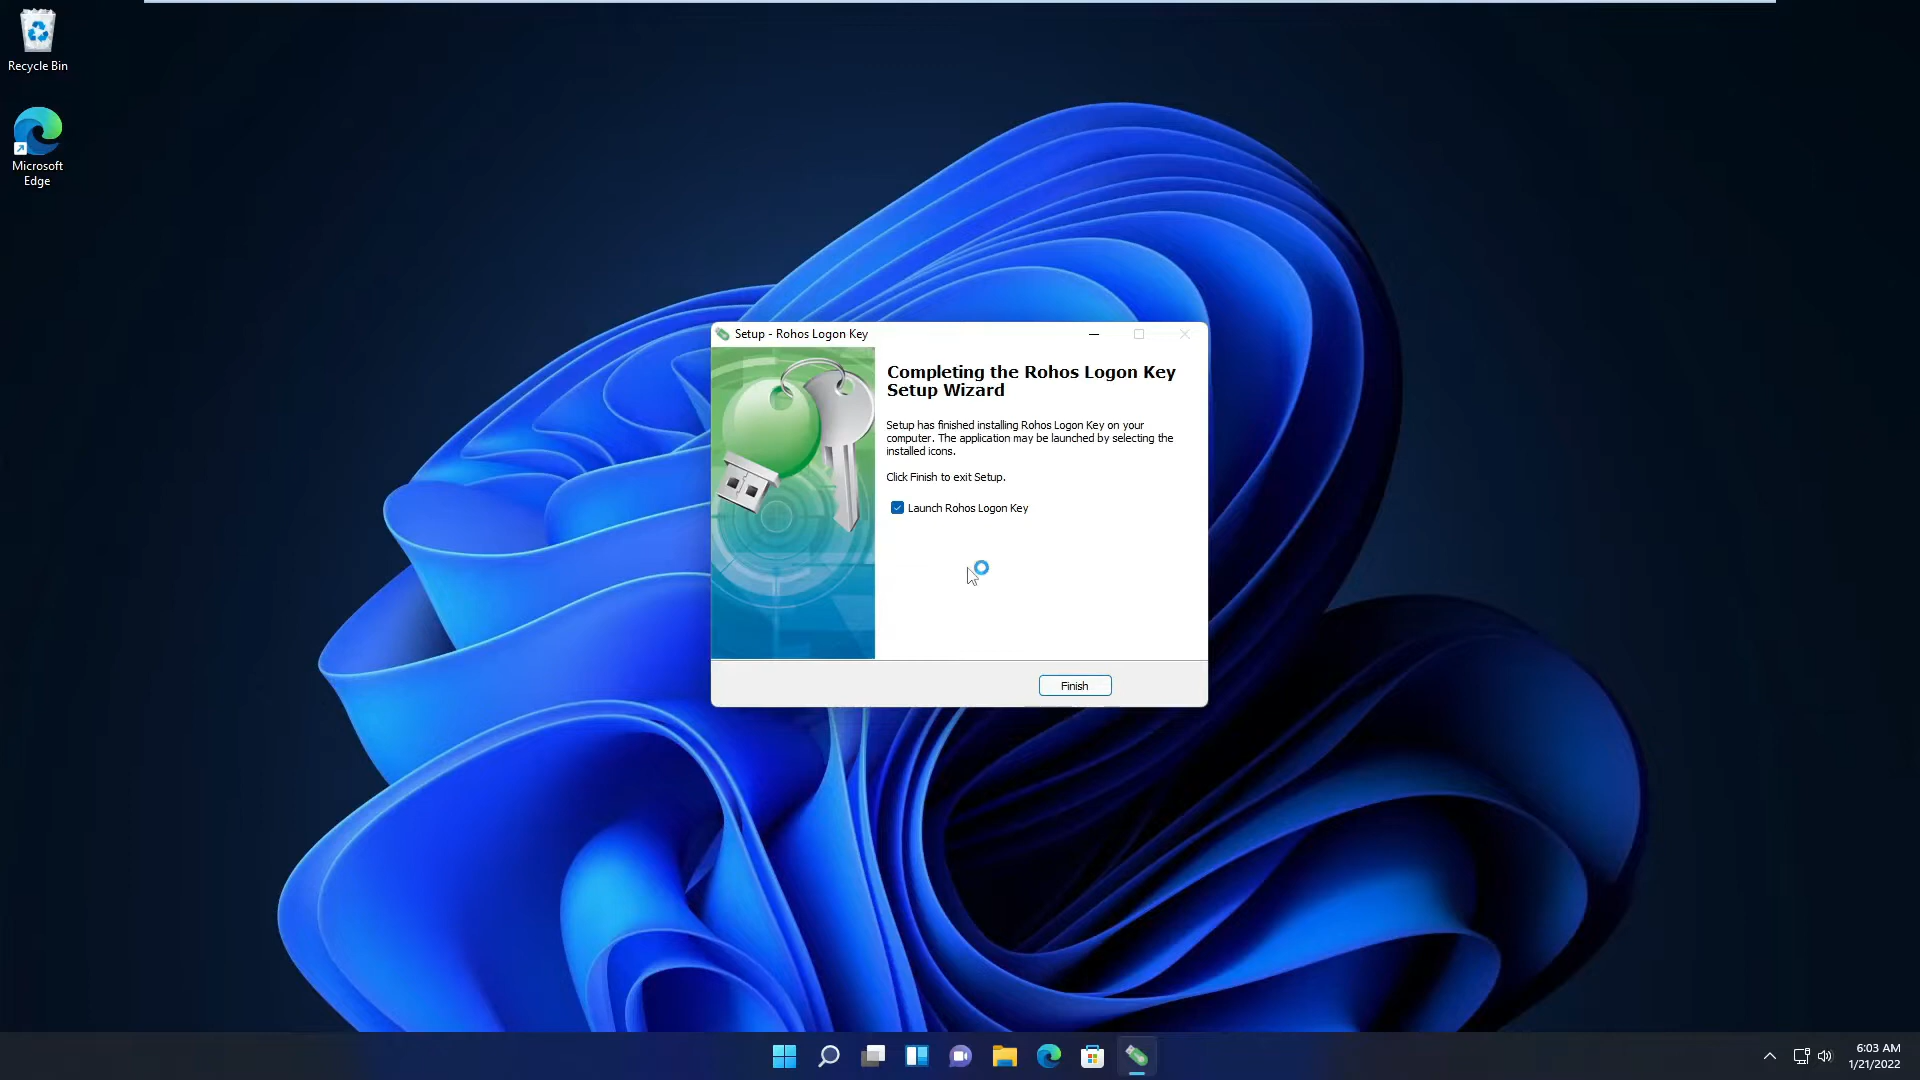 Recycle Bin
Microsoft
Edge
Setup - Rohos Logon Key
Completing the Rohos Logon Key
Setup Wizard
Setup has finished installing Rohos Logon Key on your
computer. The application may be launched by selecting the
installed icons.
Click Finish to exit Setup.
Launch Rohos Logon Key
Finish
6:03 AM
1/21/2022